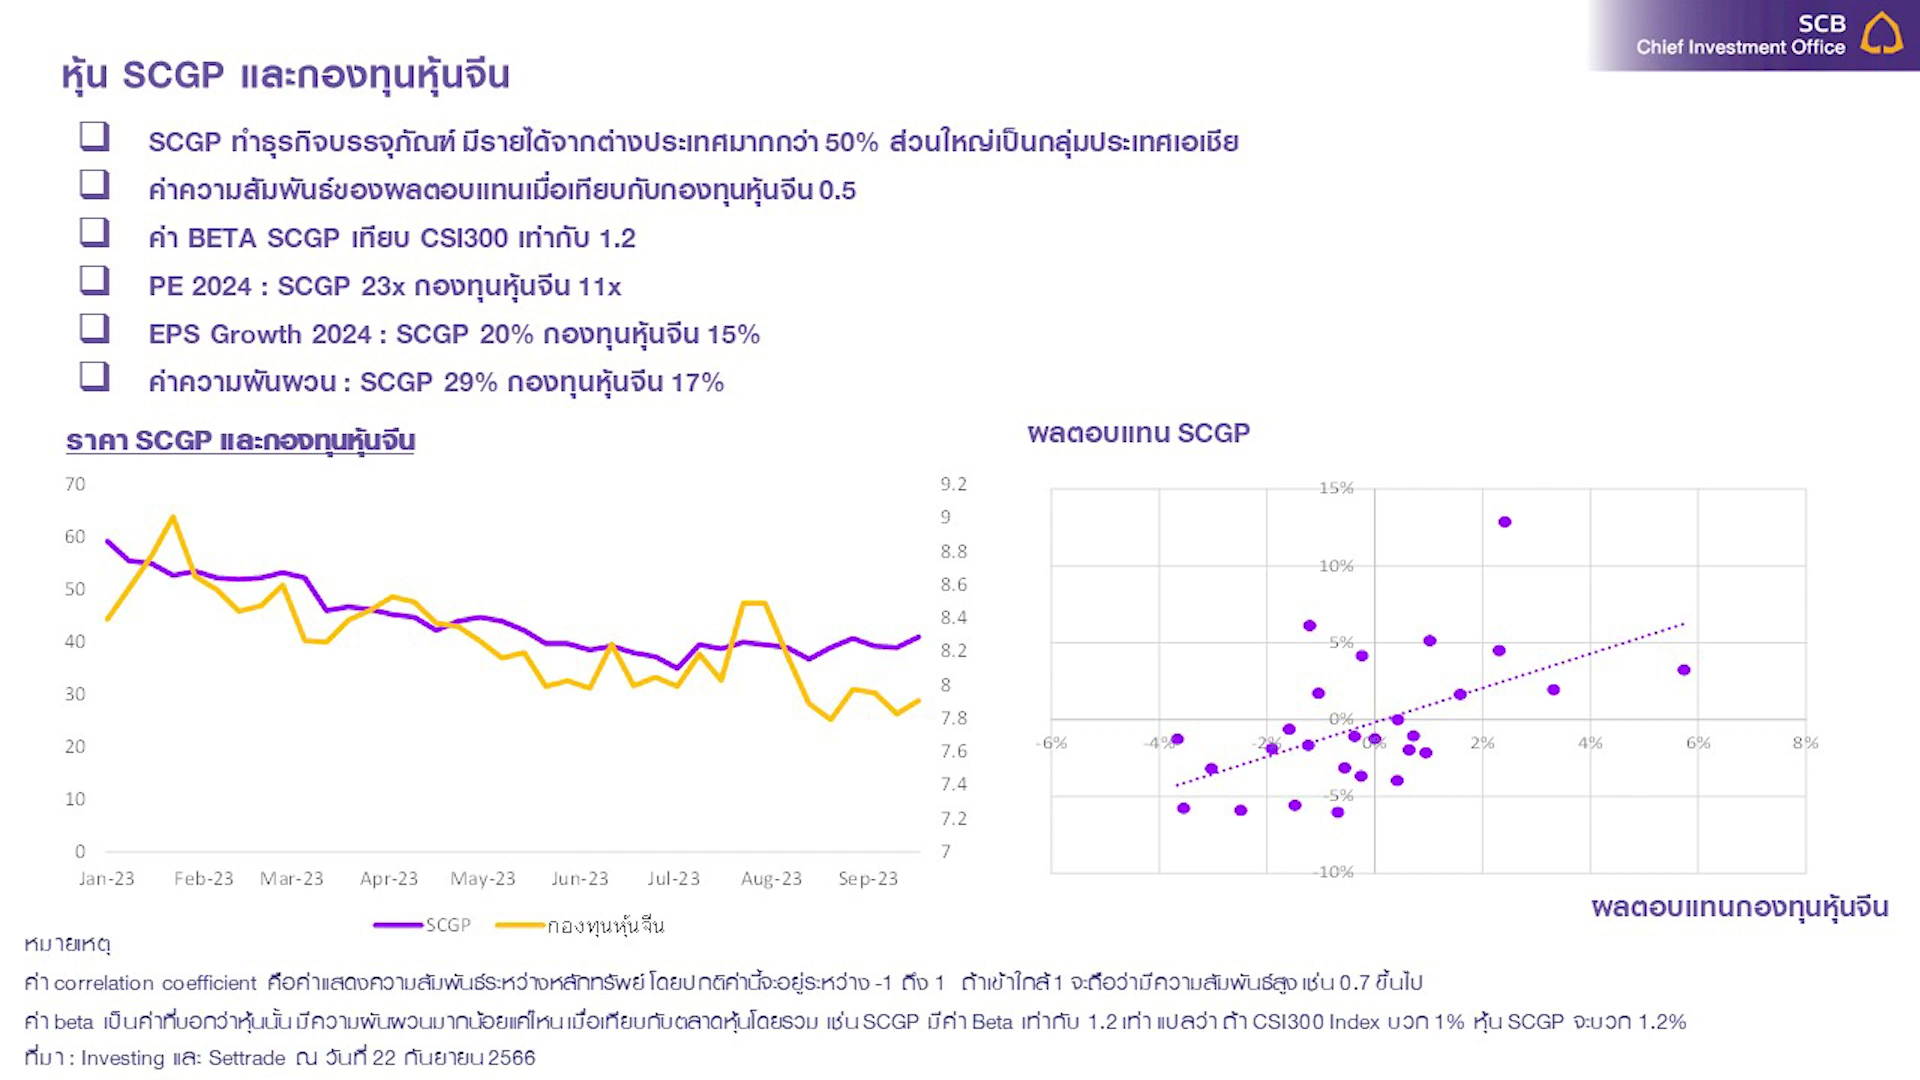 SCB
Chief Investment Office
หุ้น SCGP และกองทุนหุ้นจีน
SCGP ทำธุรกิจบรรจุภัณฑ์ มีรายได้จากต่างประเทศมากกว่า 50% ส่วนใหญ่เป็นกลุ่มประเทศเอเชีย
ค่าความสัมพันธ์ของผลตอบแทนเมื่อเทียบกับกองทุนหุ้นจีน 0.5
ค่า BETA SCGP เทียบ CSI300 เท่ากับ 1.2
PE 2024 : SCGP 23x กองทุนหุ้นจีน 11x
EPS Growth 2024 : SCGP 20% กองทุนหุ้นจีน 15%
ค่าความผันผวน : SCGP 29% กองทุนหุ้นจีน 17%
ราคา SCGP และกองทุนหุ้นจีน
70
60
50
40
30
20
10
0
9.2
9
8.8
8.6
8.4
8.2
8
7.8
7.6
7.4
7.2
7
Jan-23 Feb-23 Mar-23 Apr-23 May-23 Jun-23 Jul-23 Aug-23 Sep-23
SCGP กองทุนหุ้นจีน
ผลตอบแทน SCGP
15%
10%
5%
0%
-6% -4% -2% 0% 2% 4% 6% 8%
-5%
-10%
ผลตอบแทนกองทุนหุ้นจีน
หมายเหตุ
ค่า correlation coefficient คือค่าแสดงความสัมพันธ์ระหว่างหลักทรัพย์ โดยปกติค่านี้จะอยู่ระหว่าง -1 ถึง 1 ถ้าเข้าใกล้ 1 จะถือว่ามีความสัมพันธ์สูง เช่น 0.7 ขึ้นไป
ค่า beta เป็นค่าที่บอกว่าหุ้นนั้น มีความผันผวนมากน้อยแค่ไหน เมื่อเทียบกับตลาดหุ้นโดยรวม เช่น SCGP มีค่า Beta เท่ากับ 1.2 เท่า แปลว่า ถ้า CSI300 Index บวก 1% หุ้น SCGP จะบวก 1.2%
ที่มา : Investing และ Settrade ณ วันที่ 22 กันยายน 2566